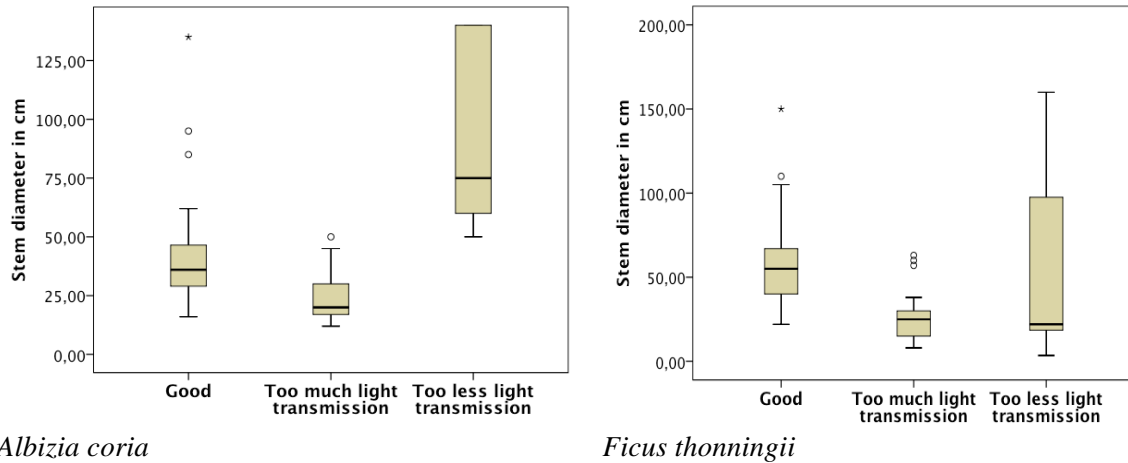 Stem diameter in cm
125,00
100,00
75,00
50,00
25,00
0,00
Good
Too much light
transmission
Too less light
transmission
Albizia coria
Stem diameter in cm
200,00
150,00
100,00
50,00
0,00
Good
Too much light
transmission
Too less light
transmission
Ficus thonningii